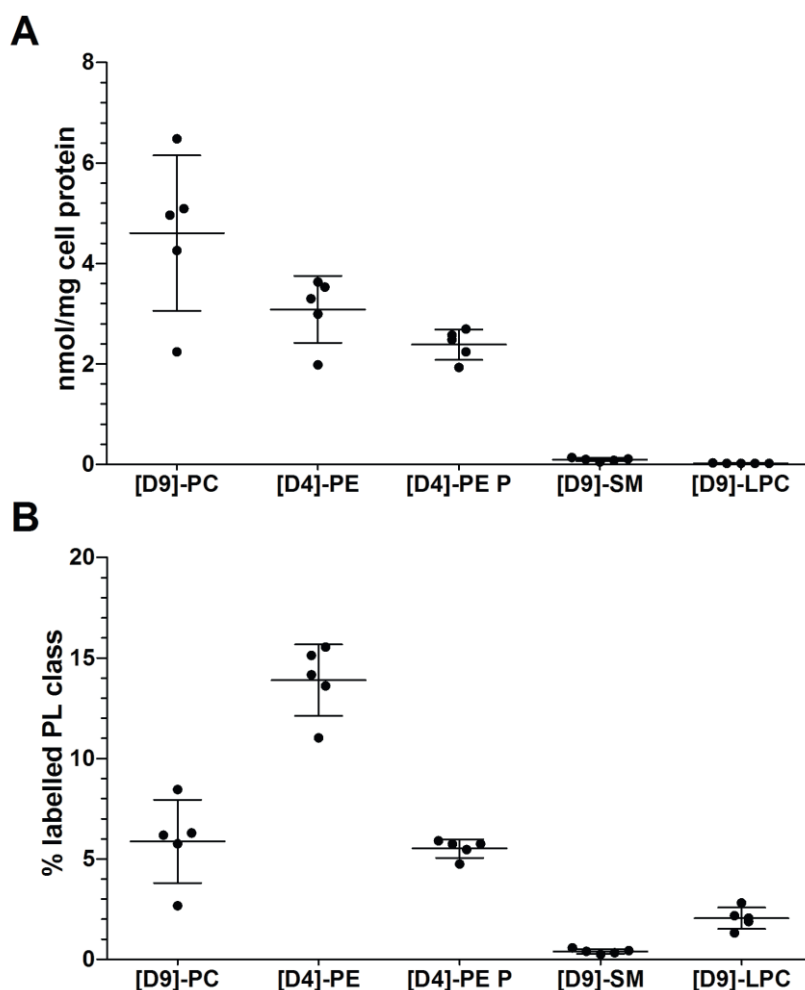 A
nmol/mg cell protein
8
6
4
2
0
[D9]-PC [D4]-PE [D4]-PE P [D9]-SM [D9]-LPC
B
% labelled PL class
20
15
10
5
0
[D9]-PC [D4]-PE [D4]-PE P [D9]-SM [D9]-LPC